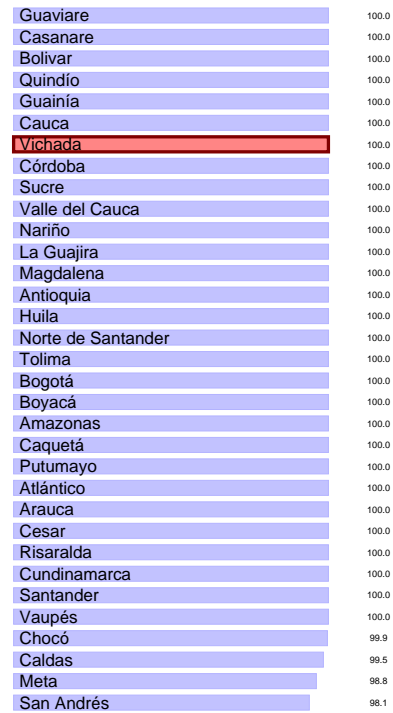 Guaviare 100.0
Casanare 100.0
Bolivar 100.0
Quindío 100.0
Guainía 100.0
Cauca 100.0
Vichada 100.0
Córdoba 100.0
Sucre 100.0
Valle del Cauca 100.0
Nariño 100.0
La Guajira 100.0
Magdalena 100.0
Antioquia 100.0
Huila 100.0
Norte de Santander 100.0
Tolima 100.0
Bogotá 100.0
Boyacá 100.0
Amazonas 100.0
Caquetá 100.0
Putumayo 100.0
Atlántico 100.0
Arauca 100.0
Cesar 100.0
Risaralda 100.0
Cundinamarca 100.0
Santander 100.0
Vaupés 100.0
Chocó 99.9
Caldas 99.5
Meta 98.8
San Andrés 98.1